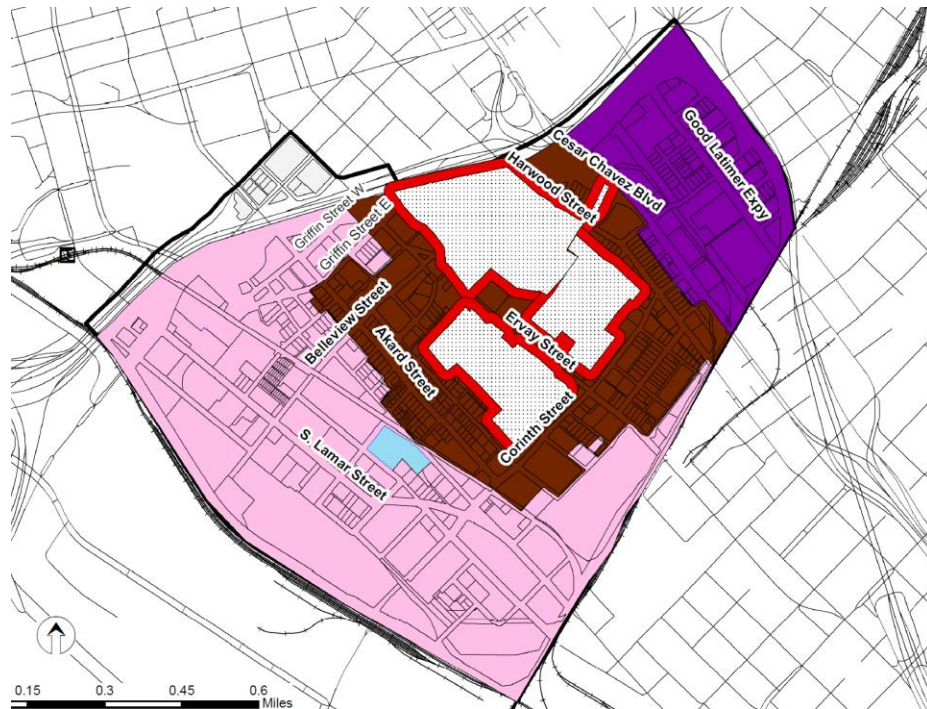 Good Latimer Expy
Cesar Chavez Blvd
Harwood Street
Griffin Street W
Griffin Street E
Belleview Street
Akard Street
Ervay Street
Corinth Street
S. Lamar Street
0.15 0.3 0.45 0.6
Miles